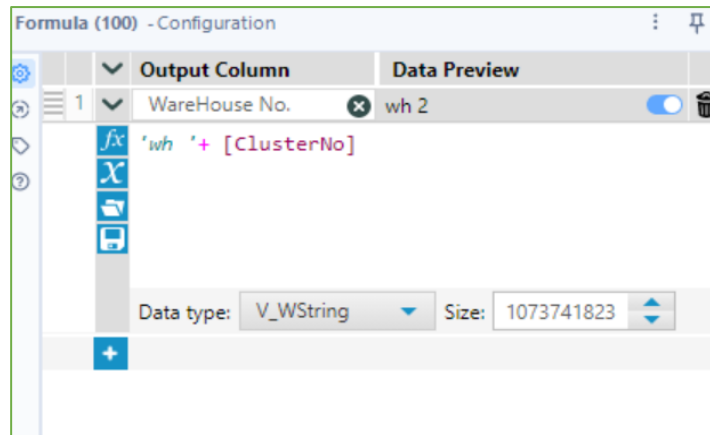 Formula (100) - Configuration
Output Column Data Preview
1 WareHouse No. wh 2
fx 'wh '+ [ClusterNo]
X
Data type: V_WString Size: 1073741823
+